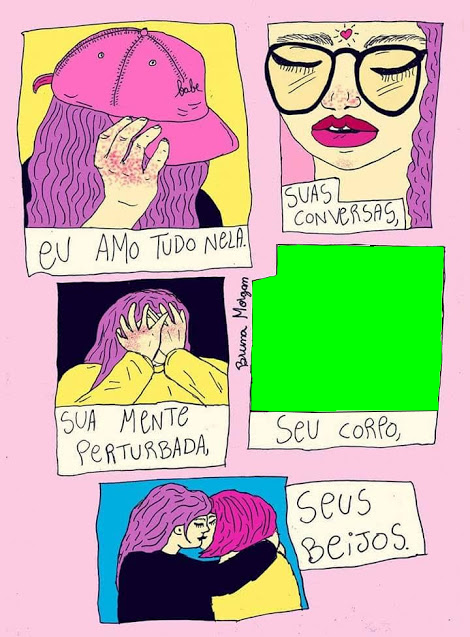 babe
EU AMO TUDO NELA.
SUAS
CONVERSAS,
SUA MENTE
PERTURBADA,
Bruna Morgan
SEU CORPO,
SEUS
BEIJOS.